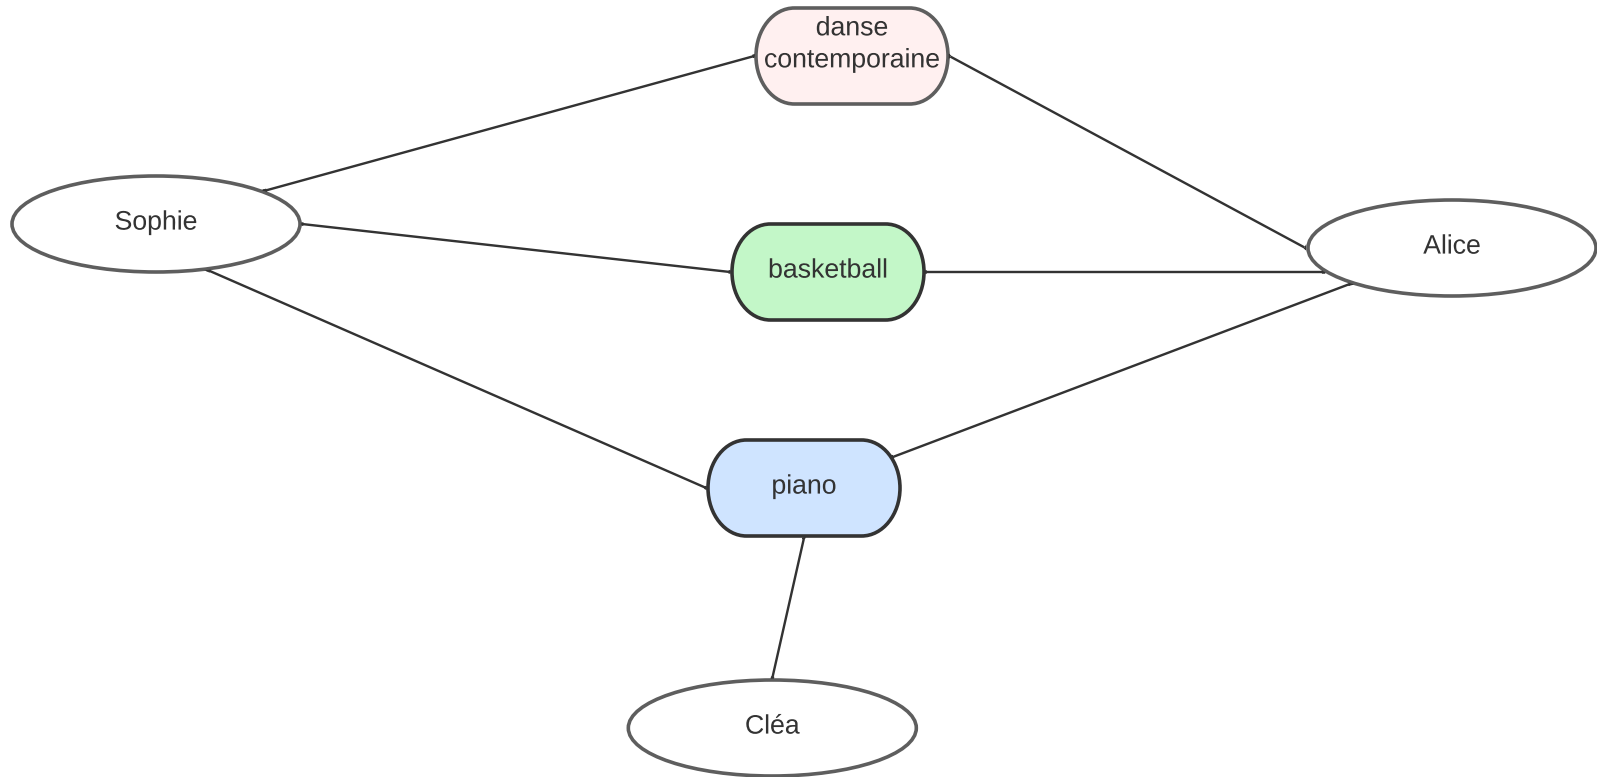 danse
contemporaine
Sophie
Alice
basketball
piano
Cléa